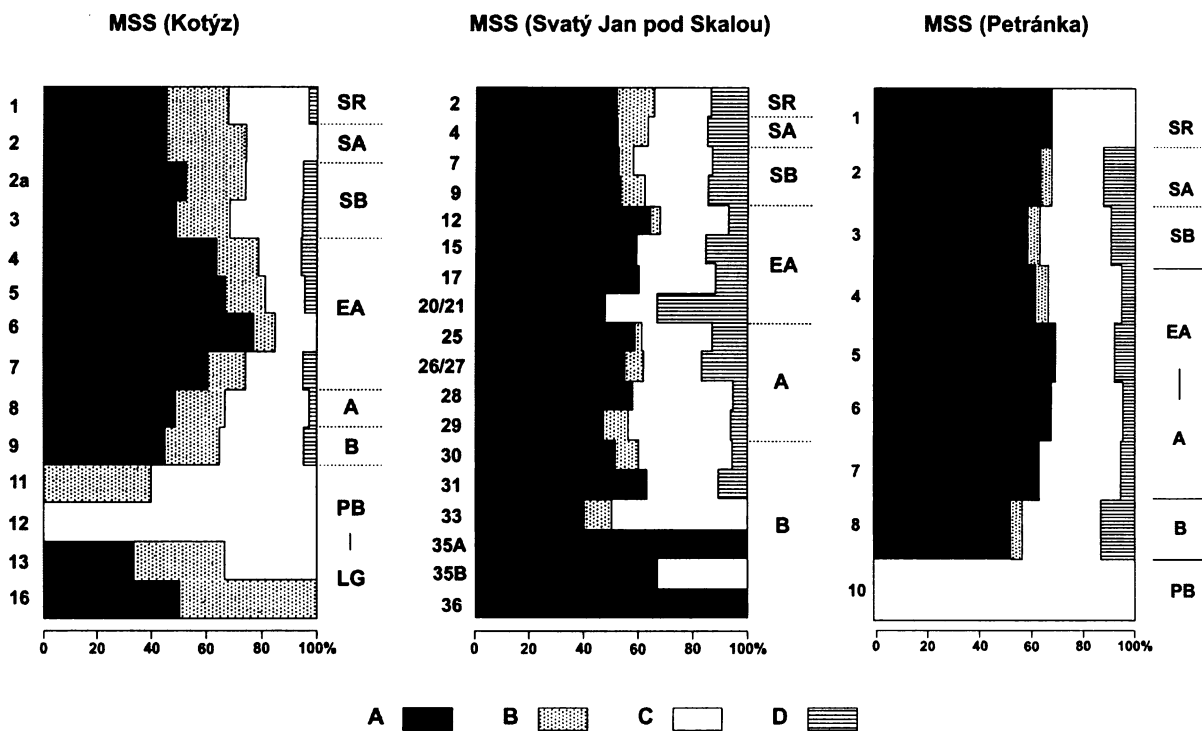 MSS (Kotýz)
1
2
2a
3
4
5
6
7
8
9
11
12
13
16
SR
SA
SB
EA
A
B
PB
LG
0 20 40 60 80 100%
MSS (Svatý Jan pod Skalou)
2
4
7
9
12
15
17
20/21
25
26/27
28
29
30
31
33
35A
35B
36
SR
SA
SB
EA
A
B
0 20 40 60 80 100%
MSS (Petránka)
1
2
3
4
5
6
7
8
10
SR
SA
SB
EA
A
B
PB
0 20 40 60 80 100%
A B C D